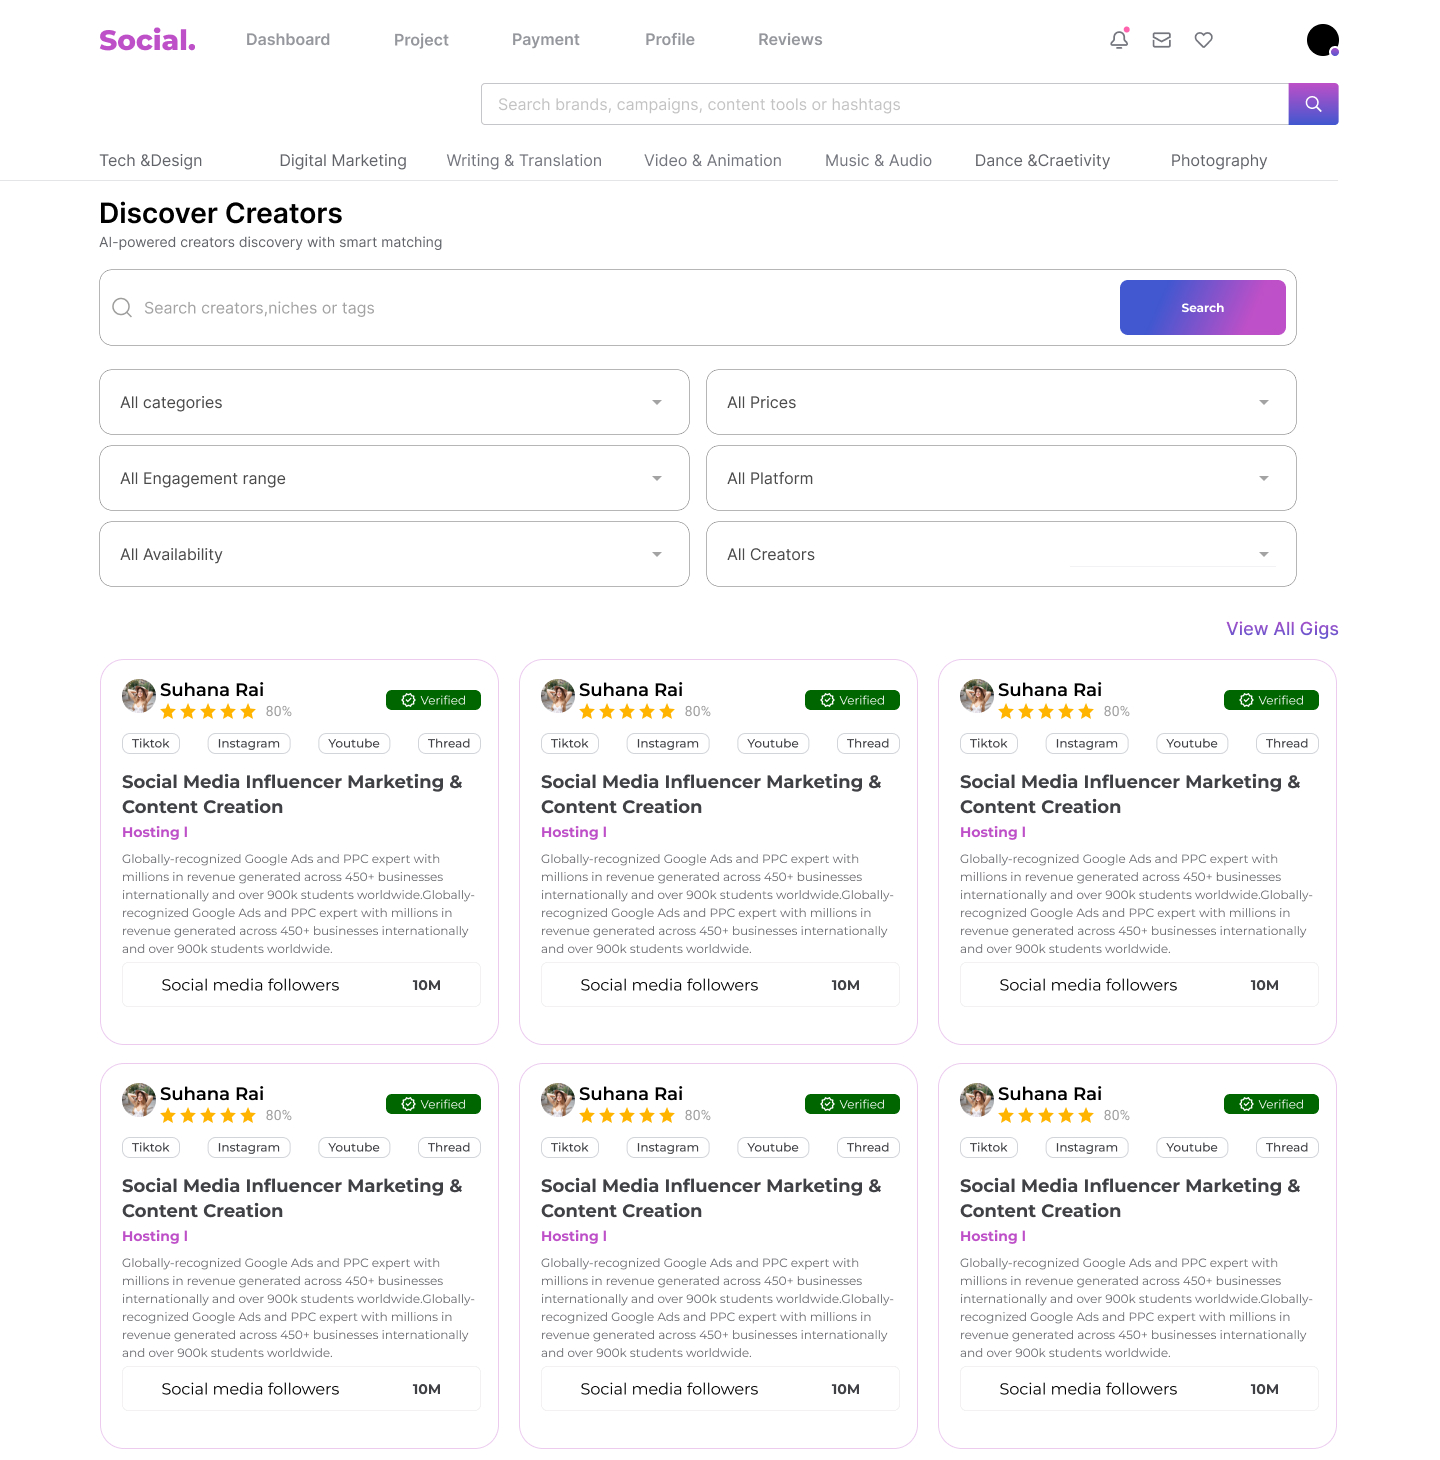 Social. Dashboard Project Payment Profile Reviews
Search brands, campaigns, content tools or hashtags
Tech &Design Digital Marketing Writing & Translation Video & Animation Music & Audio Dance &Craetivity Photography
Discover Creators
AI-powered creators discovery with smart matching
Search creators,niches or tags Search
All categories All Prices
All Engagement range All Platform
All Availability All Creators
View All Gigs
Suhana Rai
80% Verified
Tiktok Instagram Youtube Thread
Social Media Influencer Marketing &
Content Creation
Hosting l
Globally-recognized Google Ads and PPC expert with
millions in revenue generated across 450+ businesses
internationally and over 900k students worldwide.Globally-
recognized Google Ads and PPC expert with millions in
revenue generated across 450+ businesses internationally
and over 900k students worldwide.
Social media followers 10M
Suhana Rai
80% Verified
Tiktok Instagram Youtube Thread
Social Media Influencer Marketing &
Content Creation
Hosting l
Globally-recognized Google Ads and PPC expert with
millions in revenue generated across 450+ businesses
internationally and over 900k students worldwide.Globally-
recognized Google Ads and PPC expert with millions in
revenue generated across 450+ businesses internationally
and over 900k students worldwide.
Social media followers 10M
Suhana Rai
80% Verified
Tiktok Instagram Youtube Thread
Social Media Influencer Marketing &
Content Creation
Hosting l
Globally-recognized Google Ads and PPC expert with
millions in revenue generated across 450+ businesses
internationally and over 900k students worldwide.Globally-
recognized Google Ads and PPC expert with millions in
revenue generated across 450+ businesses internationally
and over 900k students worldwide.
Social media followers 10M
Suhana Rai
80% Verified
Tiktok Instagram Youtube Thread
Social Media Influencer Marketing &
Content Creation
Hosting l
Globally-recognized Google Ads and PPC expert with
millions in revenue generated across 450+ businesses
internationally and over 900k students worldwide.Globally-
recognized Google Ads and PPC expert with millions in
revenue generated across 450+ businesses internationally
and over 900k students worldwide.
Social media followers 10M
Suhana Rai
80% Verified
Tiktok Instagram Youtube Thread
Social Media Influencer Marketing &
Content Creation
Hosting l
Globally-recognized Google Ads and PPC expert with
millions in revenue generated across 450+ businesses
internationally and over 900k students worldwide.Globally-
recognized Google Ads and PPC expert with millions in
revenue generated across 450+ businesses internationally
and over 900k students worldwide.
Social media followers 10M
Suhana Rai
80% Verified
Tiktok Instagram Youtube Thread
Social Media Influencer Marketing &
Content Creation
Hosting l
Globally-recognized Google Ads and PPC expert with
millions in revenue generated across 450+ businesses
internationally and over 900k students worldwide.Globally-
recognized Google Ads and PPC expert with millions in
revenue generated across 450+ businesses internationally
and over 900k students worldwide.
Social media followers 10M